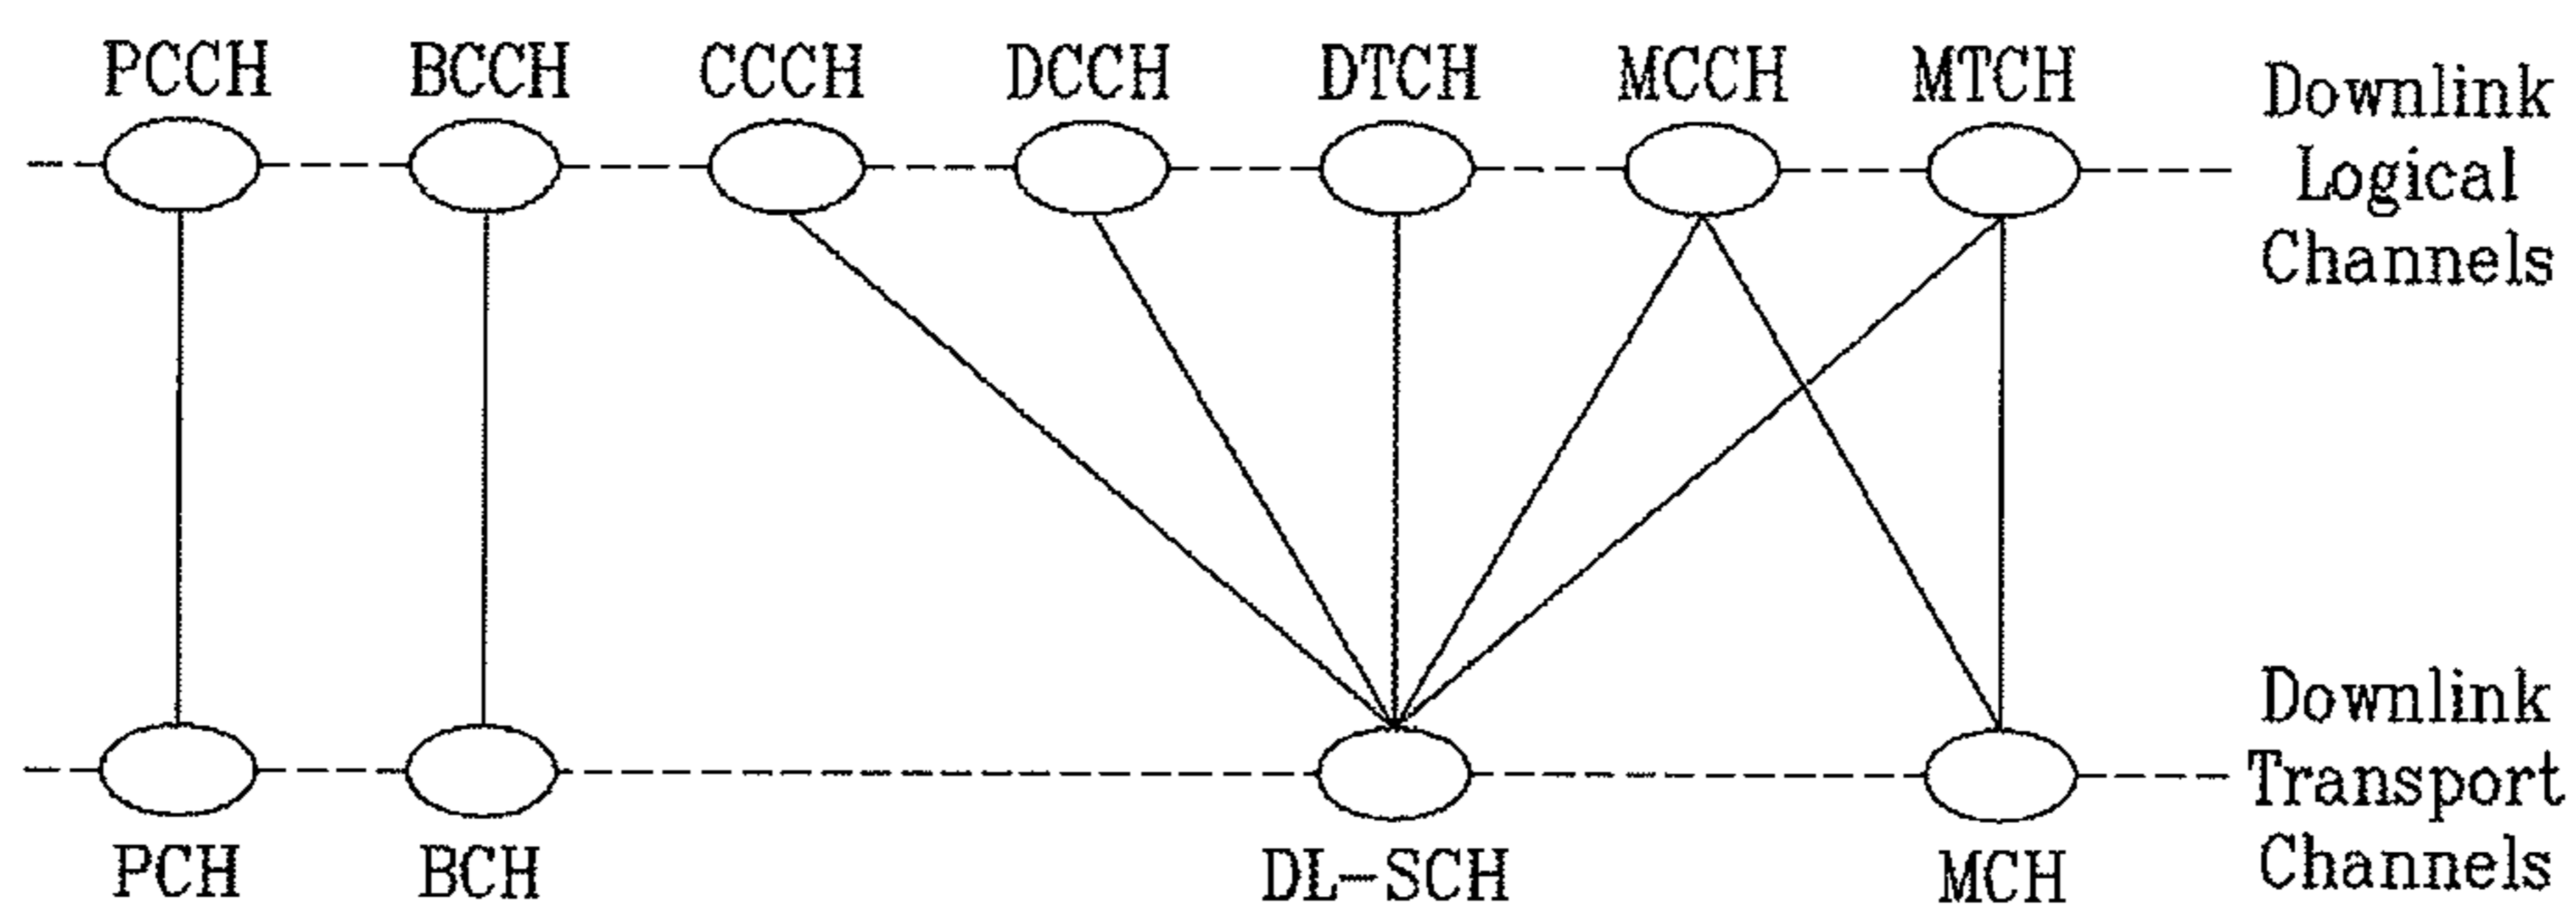 PCCH BCCH CCCH DCCH DTCH MCCH MTCH
Downlink
Logical
Channels
Downlink
Transport
Channels
PCH BCH DL-SCH MCH